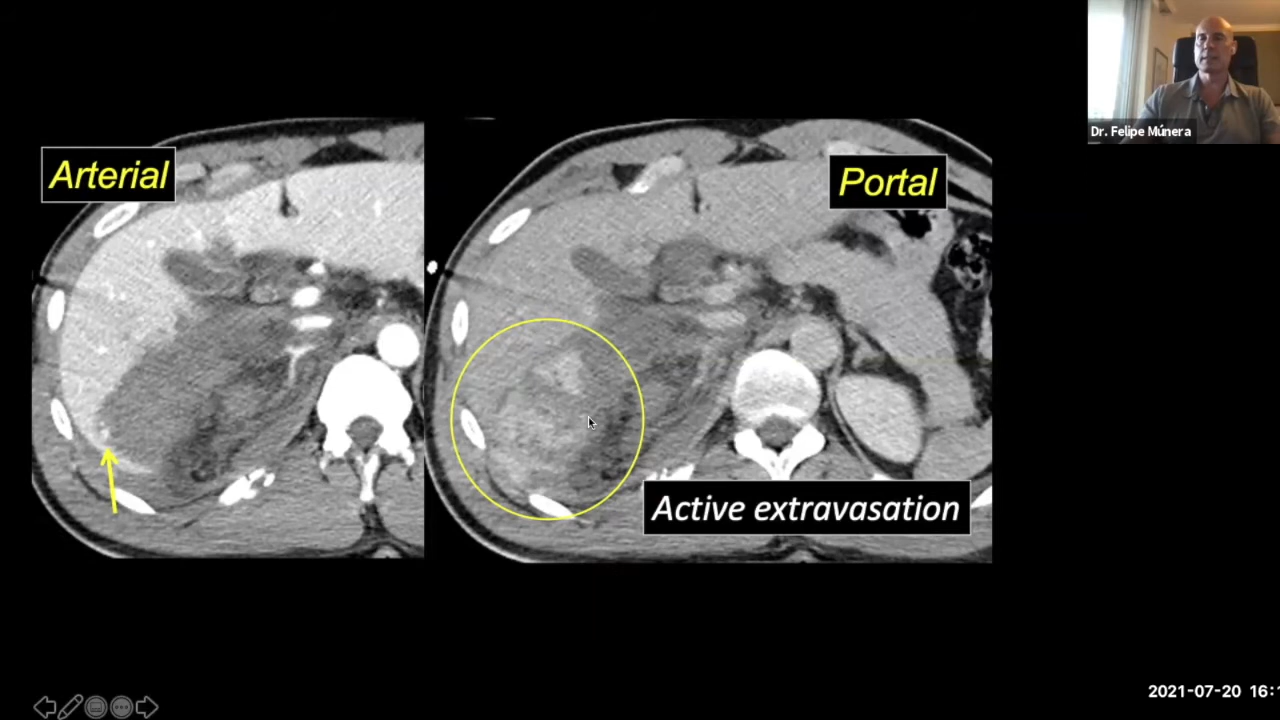 Arterial
Portal
Active extravasation
Dr. Felipe Múnera
2021-07-20 16:1